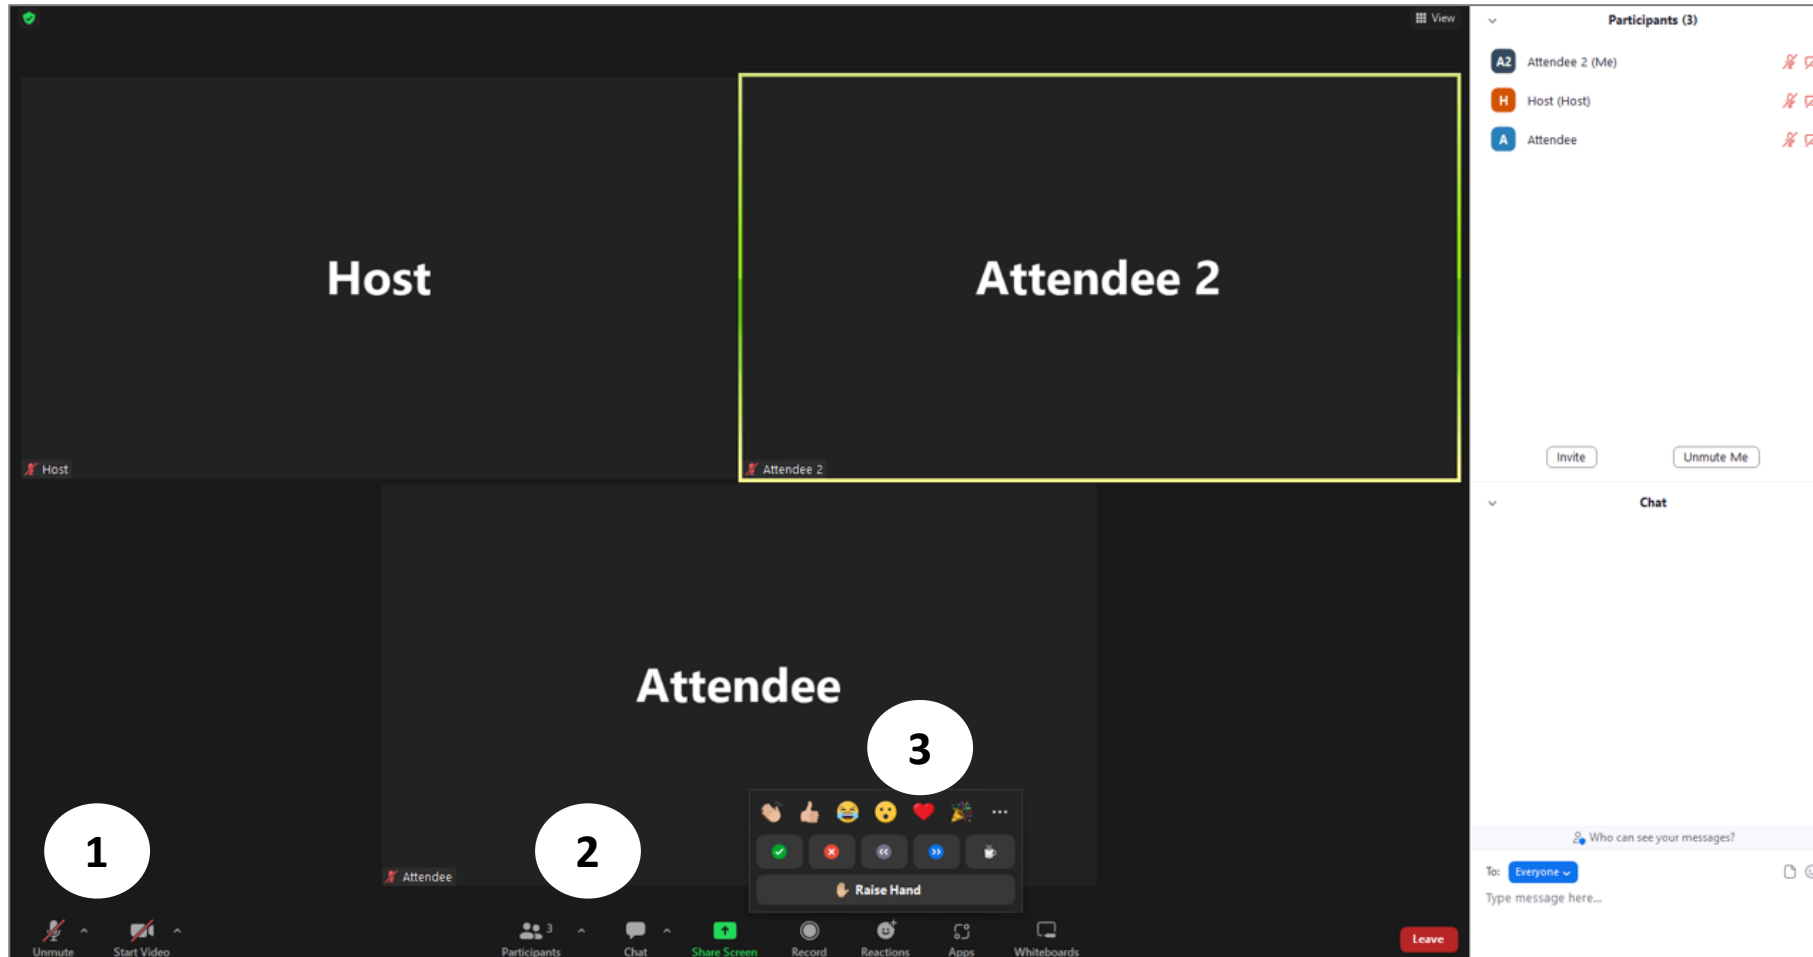 View
Host
Host
Attendee 2
Attendee 2
Attendee
Attendee
1
2
3
Raise Hand
Unmute
Start Video
3
Participants
Chat
Share Screen
Record
Reactions
Apps
Whiteboards
Leave
Participants (3)
A2 Attendee 2 (Me)
H Host (Host)
A Attendee
Invite
Unmute Me
Chat
Who can see your messages?
To: Everyone
Type message here...